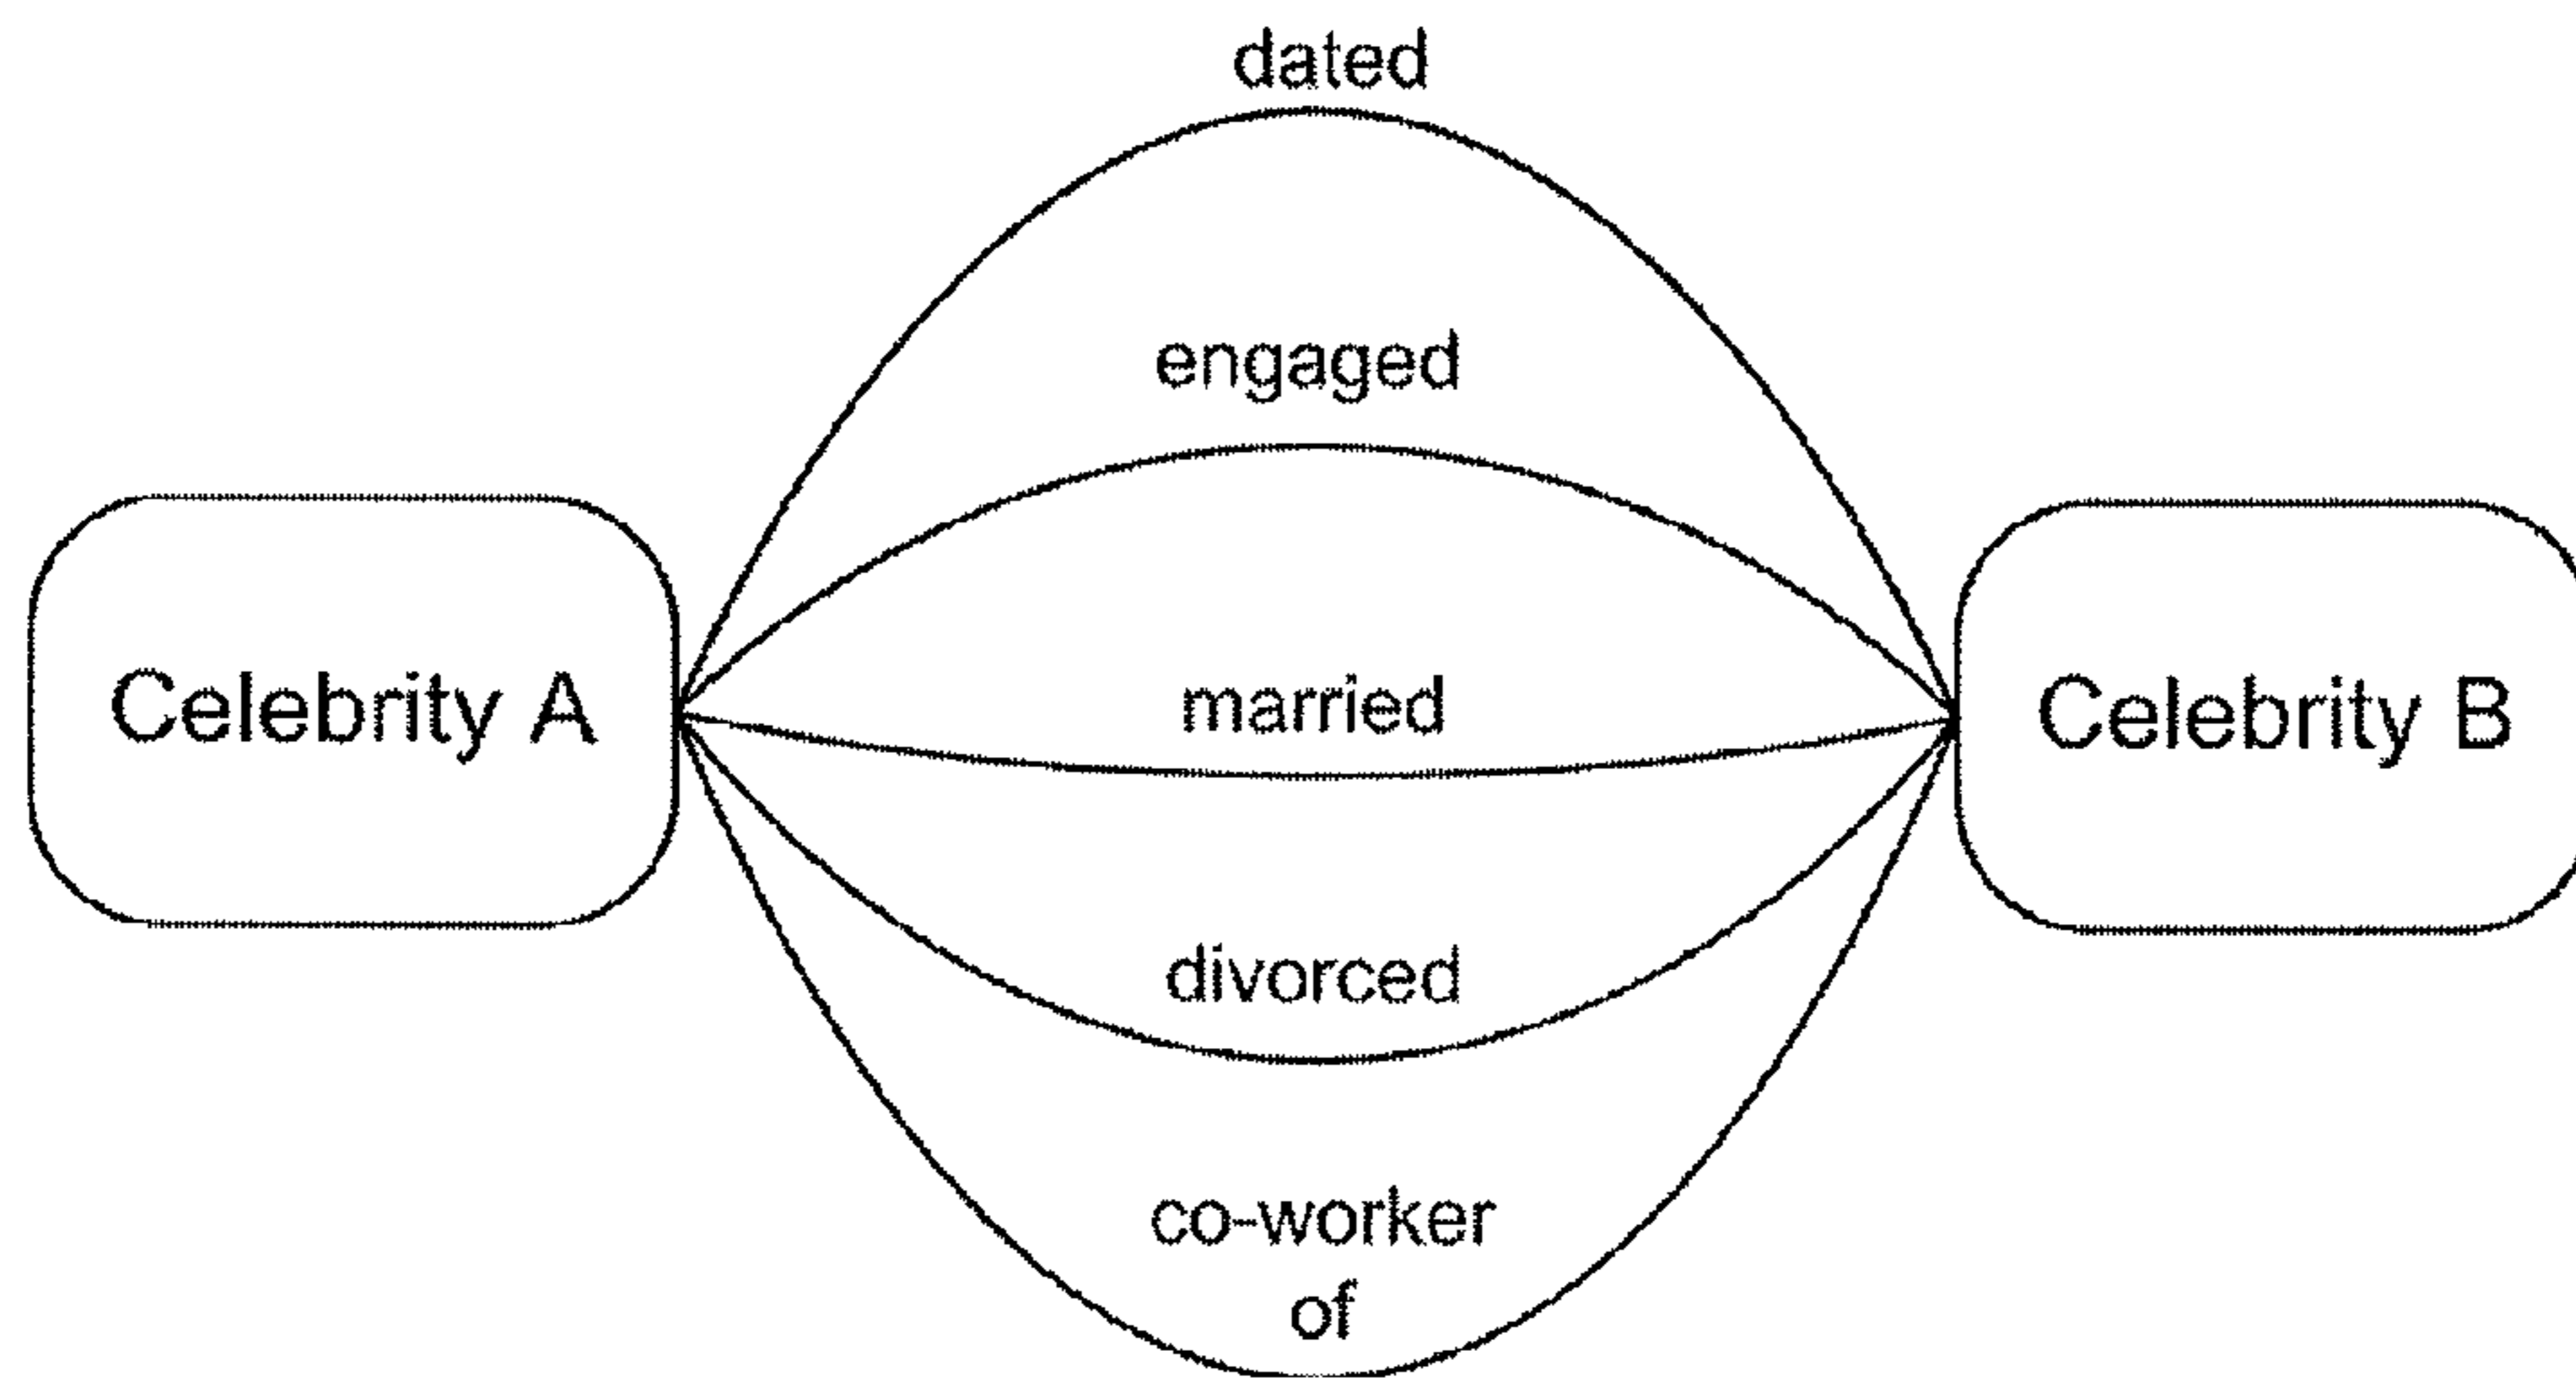 dated
engaged
Celebrity A
married
Celebrity B
divorced
co-worker
of